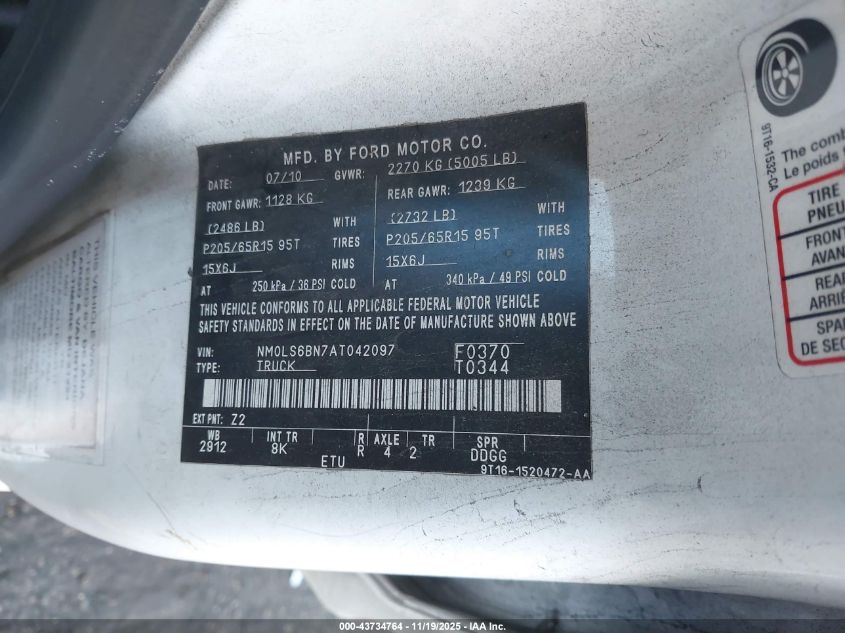 MFD. BY FORD MOTOR CO.
DATE: 07/10 GVWR: 2270 KG (5005 LB)
FRONT GAWR: 1128 KG REAR GAWR: 1239 KG
(2486 LB) WITH (2732 LB) WITH
P205/65R15 95T TIRES P205/65R15 95T TIRES
15X6J RIMS 15X6J RIMS
AT 250 kPa / 36 PSI COLD AT 340 kPa / 49 PSI COLD
THIS VEHICLE CONFORMS TO ALL APPLICABLE FEDERAL MOTOR VEHICLE
SAFETY STANDARDS IN EFFECT ON THE DATE OF MANUFACTURE SHOWN ABOVE
VIN: NM0LS6BN7AT042097 F0370
TYPE: TRUCK T0344
EXT PNT: Z2
WB INT TR R AXLE TR SPR
2912 9K R 4 2 DDGG
ETU 9T16-1520472-AA
9T16-1532-CA
The comb
Le poids
TIRE
PNEU
FRONT
AVAN
REAR
ARRIÈ
SPAR
DE SEC
000-43734764 - 11/19/2025 - www.iaai.com - Copyright